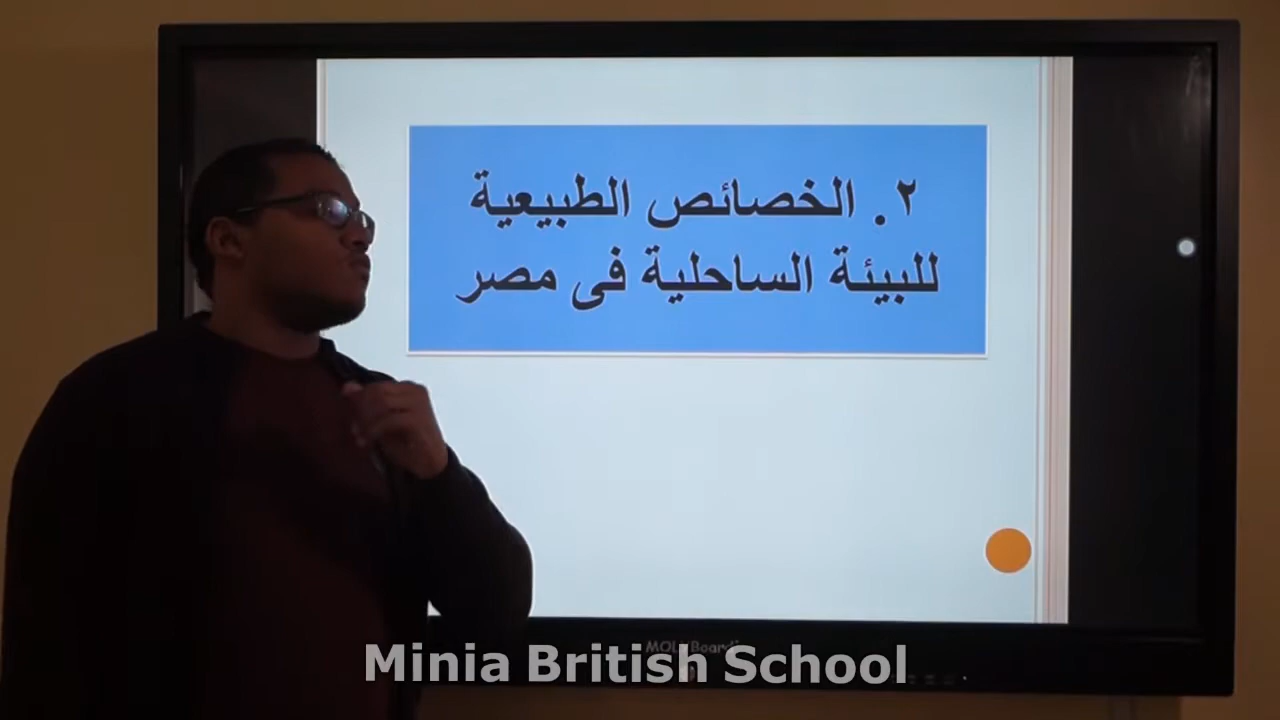 ٢. الخصائص الطبيعية
للبيئة الساحلية فى مصر
Minia British School